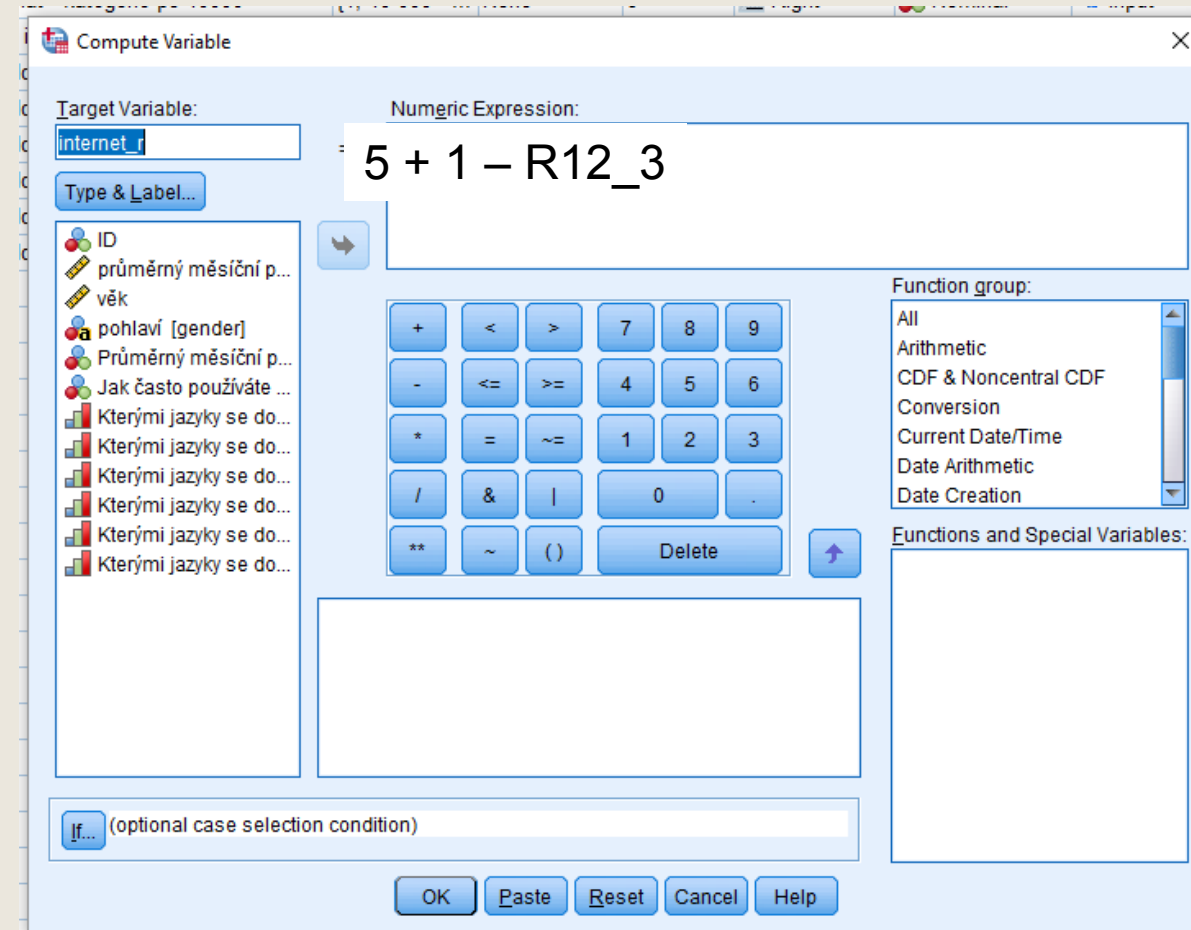 Compute Variable
Target Variable:
internet_r
Type & Label...
Numeric Expression:
=
5 + 1 – R12_3
ID
průměrný měsíční p...
věk
pohlaví [gender]
Průměrný měsíční p...
Jak často používáte ...
Kterými jazyky se do...
Kterými jazyky se do...
Kterými jazyky se do...
Kterými jazyky se do...
Kterými jazyky se do...
Kterými jazyky se do...
+ < > 7 8 9
- <= >= 4 5 6
* = ~= 1 2 3
/ & | 0 .
** ~ ( ) Delete
Function group:
All
Arithmetic
CDF & Noncentral CDF
Conversion
Current Date/Time
Date Arithmetic
Date Creation
Functions and Special Variables:
If... (optional case selection condition)
OK Paste Reset Cancel Help